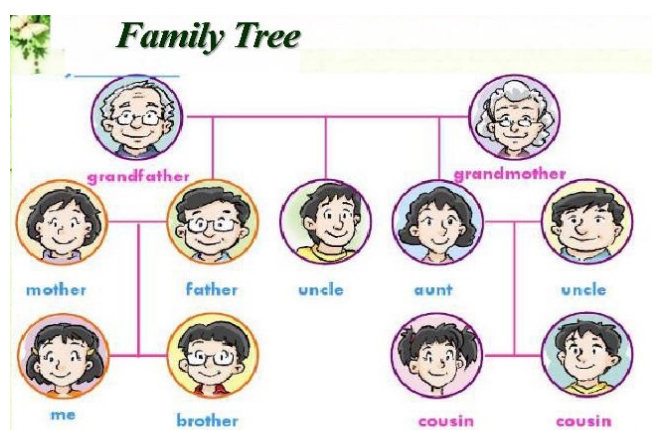 Family Tree
grandfather
grandmother
mother
father
uncle
aunt
uncle
me
brother
cousin
cousin